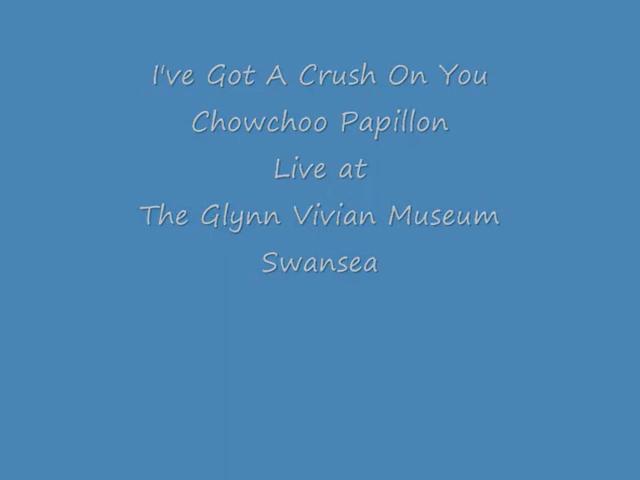 I've Got A Crush On You
Chowchoo Papillon
Live at
The Glynn Vivian Museum
Swansea